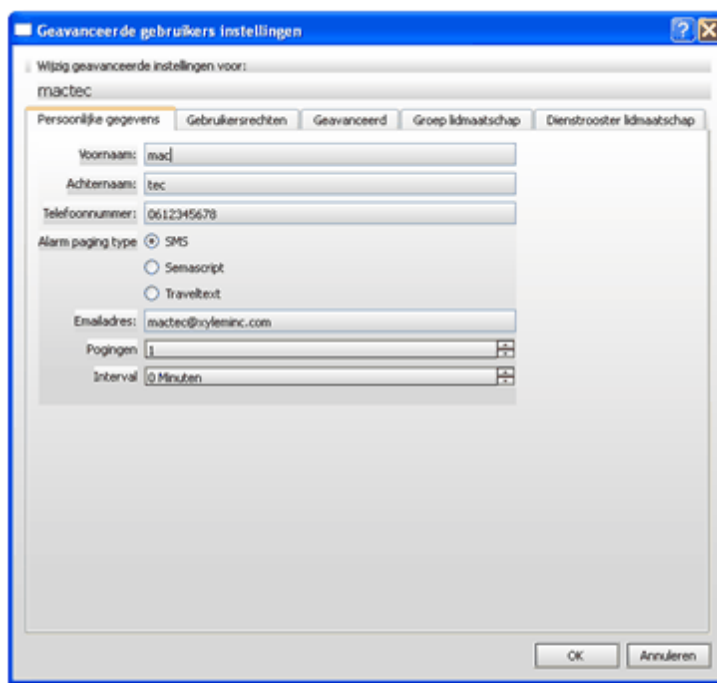 Geavanceerde gebruikers instellingen
Wijzig geavanceerde instellingen voor:
mactec
Persoonlijke gegevens Gebruikersrechten Geavanceerd Groep lidmaatschap Dienstrooster lidmaatschap
Voornaam: mac
Achternaam: tec
Telefoonnummer: 0612345678
Alarm paging type SMS
Semascript
Traveltext
Emailadres: mactec@xyleminc.com
Pogingen 1
Interval 0 Minuten
OK Annuleren